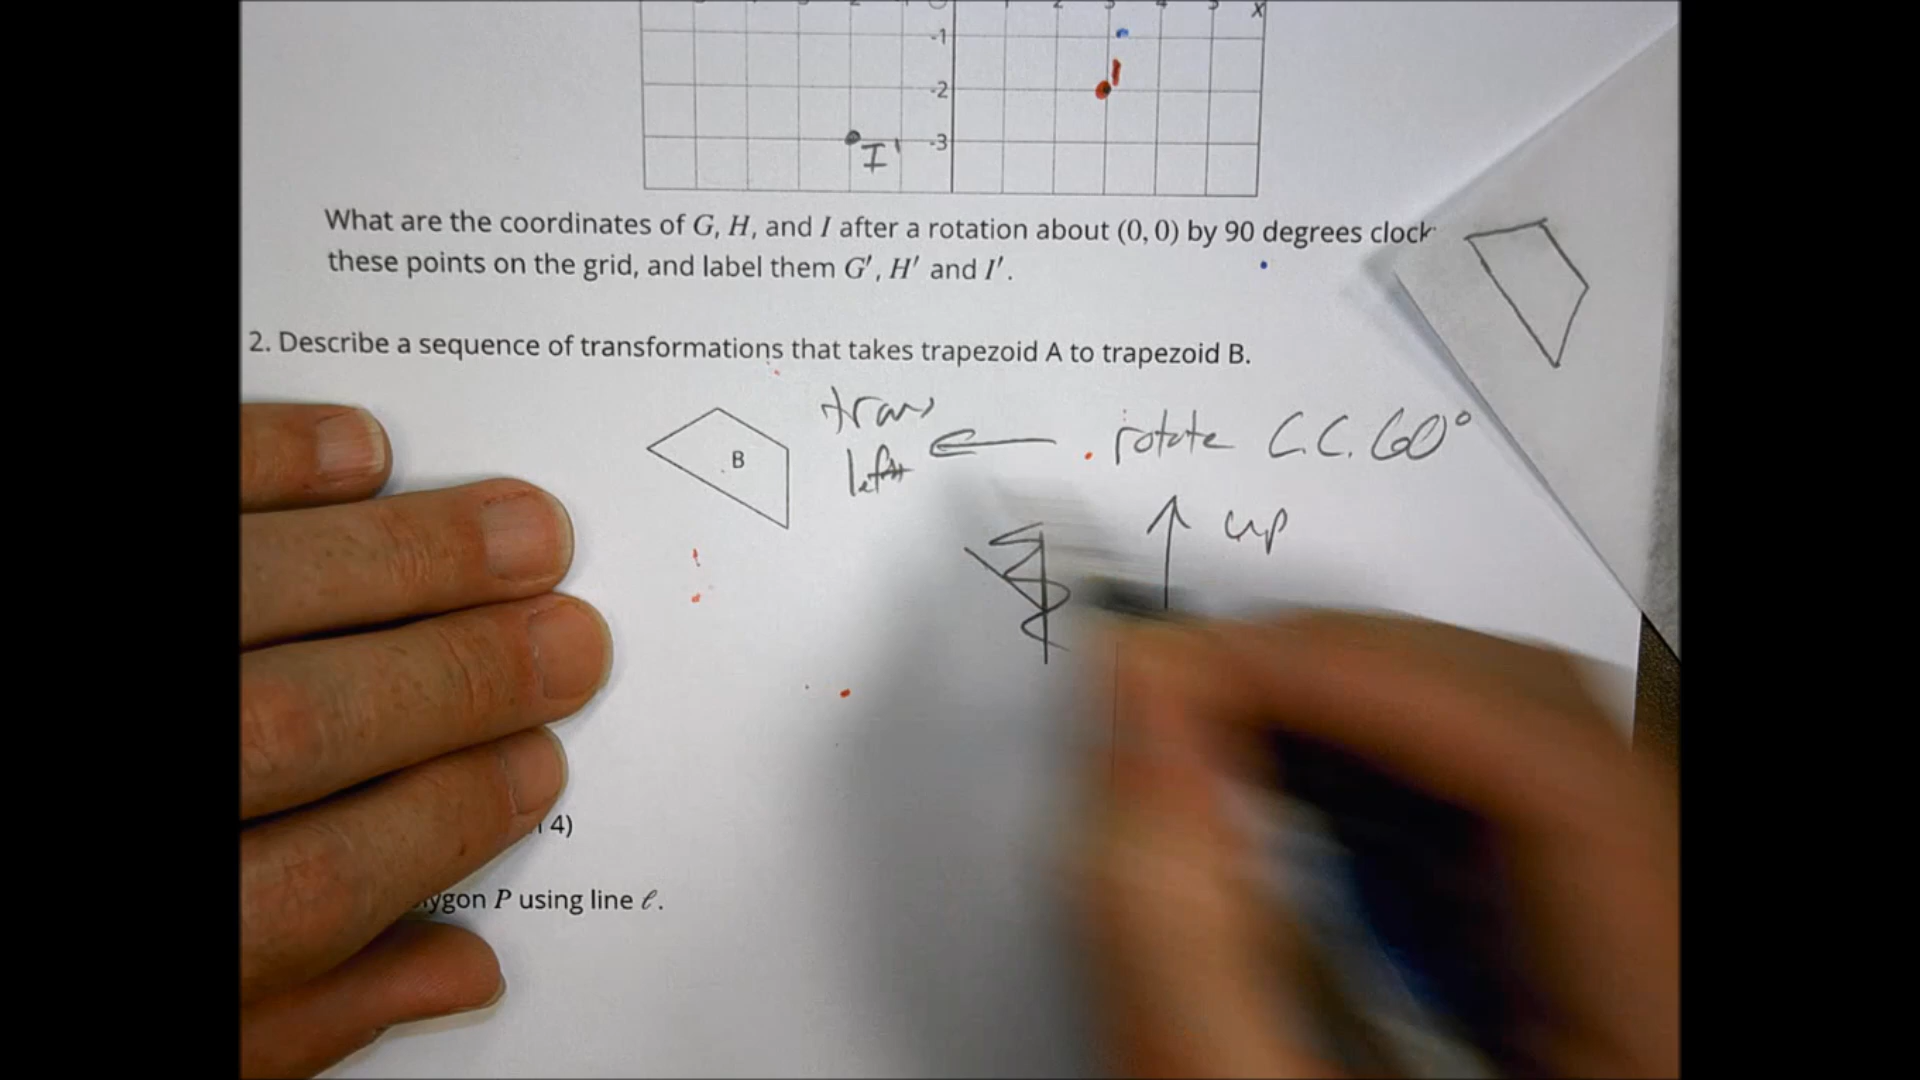 x
-1
-2
I' -3
What are the coordinates of G, H, and I after a rotation about (0, 0) by 90 degrees clock
these points on the grid, and label them G′, H′ and I′.
2. Describe a sequence of transformations that takes trapezoid A to trapezoid B.
trans
left
rotate C.C. 60°
B
up
4)
ygon P using line ℓ.